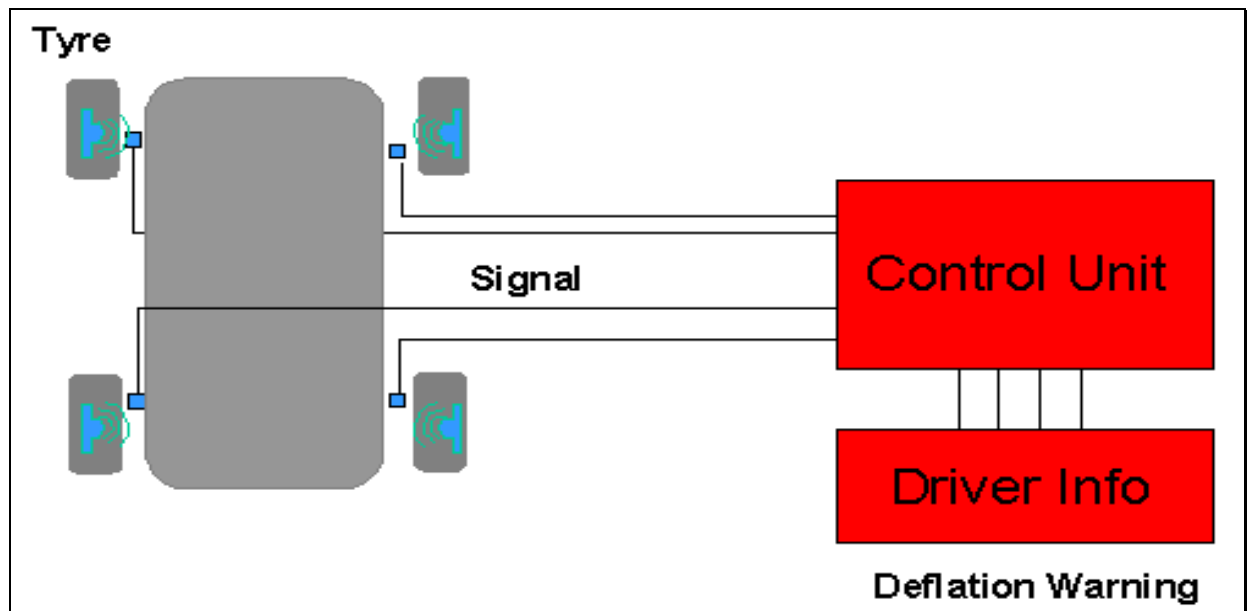 Tyre
Signal
Control Unit
Driver Info
Deflation Warning